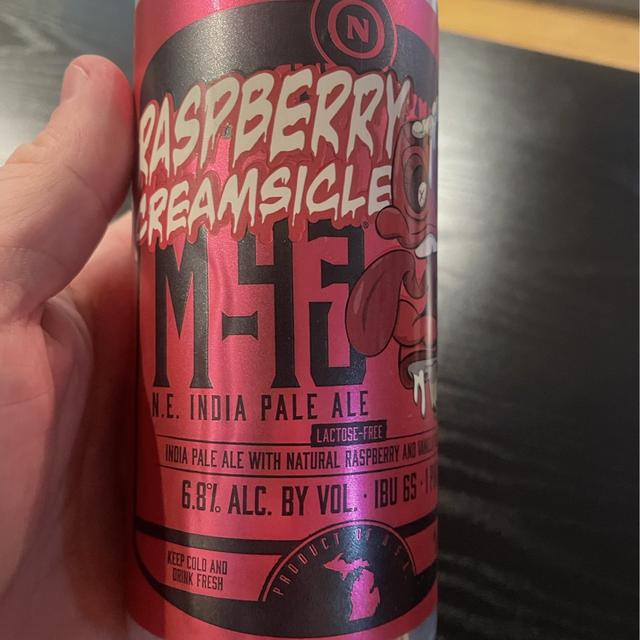 N
RASPBERRY
CREAMSICLE
M-43
N.E. INDIA PALE ALE
LACTOSE-FREE
INDIA PALE ALE WITH NATURAL RASPBERRY AND
6.8% ALC. BY VOL. · IBU 65 · 1
KEEP COLD AND
DRINK FRESH
PRODUCT OF U.S.A.